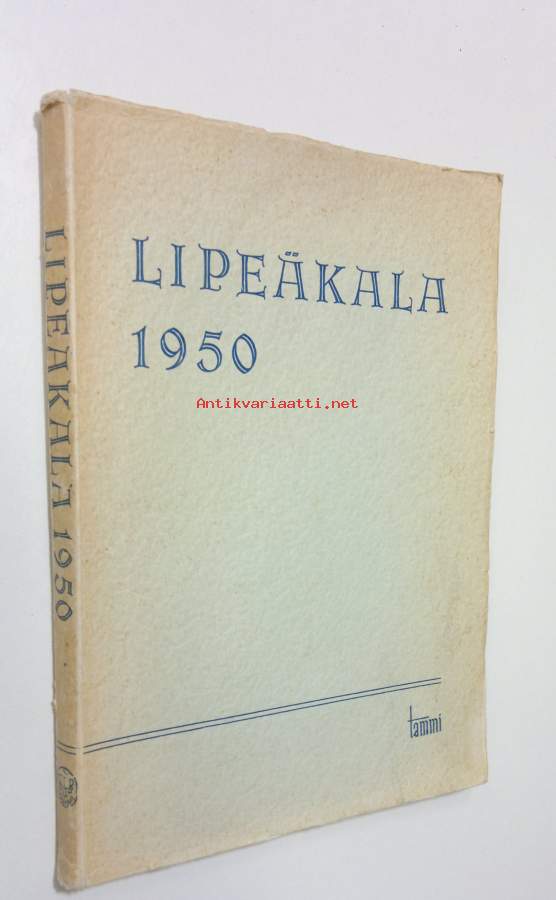 LIPEÄKALA
1950
Antikvariaatti.net
tammi
LIPEÄKALA 1950